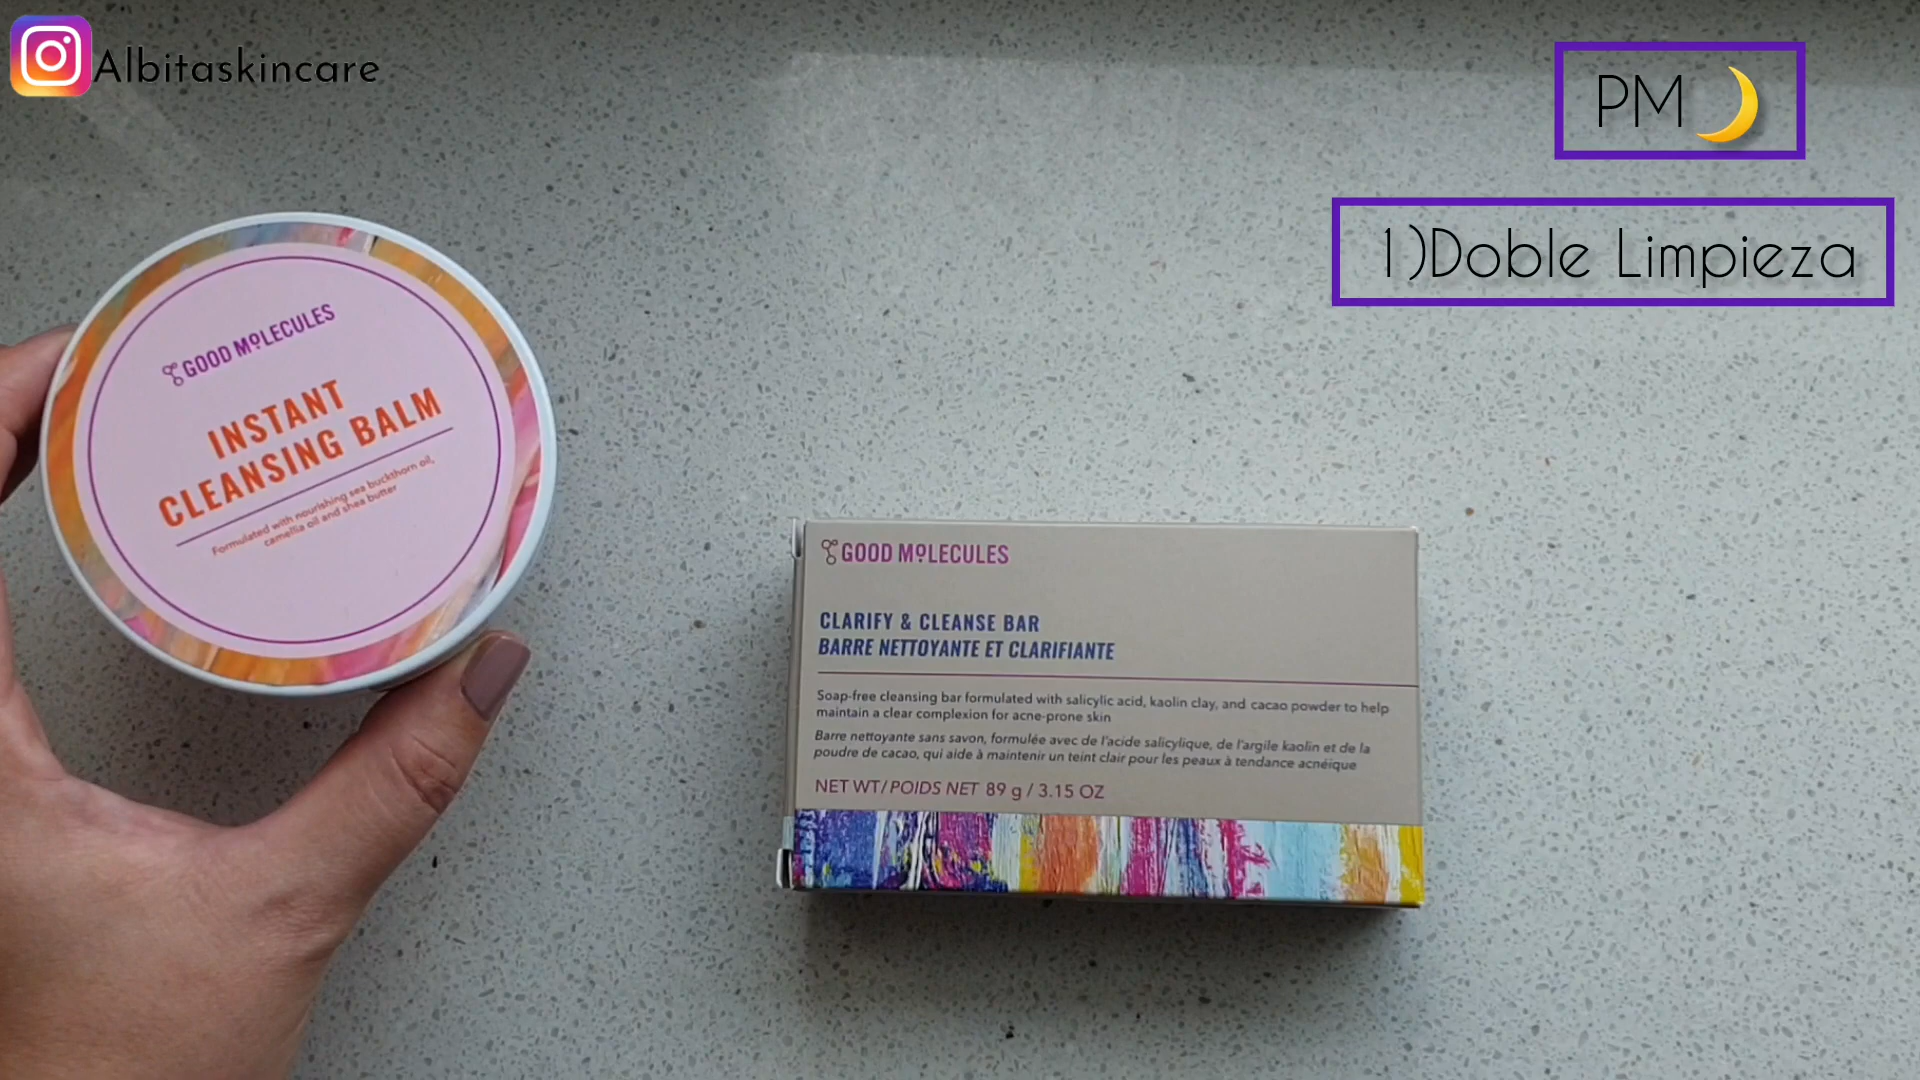 Albitaskincare
PM
1)Doble Limpieza
GOOD MOLECULES
INSTANT
CLEANSING BALM
Formulated with nourishing sea buckthorn oil,
camellia oil and shea butter
GOOD MOLECULES
CLARIFY & CLEANSE BAR
BARRE NETTOYANTE ET CLARIFIANTE
Soap-free cleansing bar formulated with salicylic acid, kaolin clay, and cacao powder to help
maintain a clear complexion for acne-prone skin
Barre nettoyante sans savon, formulée avec de l'acide salicylique, de l'argile kaolin et de la
poudre de cacao, qui aide à maintenir un teint clair pour les peaux à tendance acnéique
NET WT/POIDS NET 89 g / 3.15 OZ